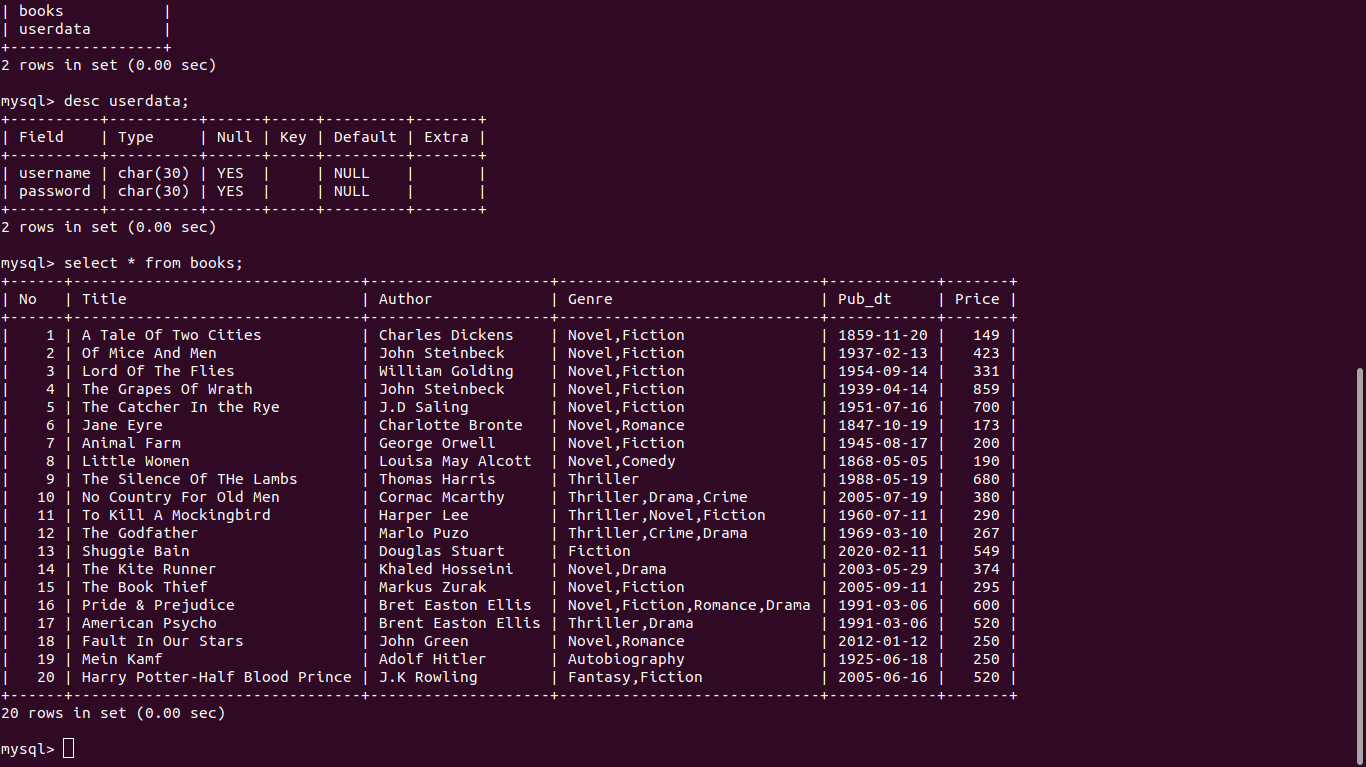 | books           |
| userdata        |
+-----------------+
2 rows in set (0.00 sec)

mysql> desc userdata;
+----------+----------+------+-----+---------+-------+
| Field    | Type     | Null | Key | Default | Extra |
+----------+----------+------+-----+---------+-------+
| username | char(30) | YES  |     | NULL    |       |
| password | char(30) | YES  |     | NULL    |       |
+----------+----------+------+-----+---------+-------+
2 rows in set (0.00 sec)

mysql> select * from books;
+------+--------------------------------+--------------------+-----------------------------+------------+-------+
| No   | Title                          | Author             | Genre                       | Pub_dt     | Price |
+------+--------------------------------+--------------------+-----------------------------+------------+-------+
|    1 | A Tale Of Two Cities           | Charles Dickens    | Novel,Fiction               | 1859-11-20 |   149 |
|    2 | Of Mice And Men                | John Steinbeck     | Novel,Fiction               | 1937-02-13 |   423 |
|    3 | Lord Of The Flies              | William Golding    | Novel,Fiction               | 1954-09-14 |   331 |
|    4 | The Grapes Of Wrath            | John Steinbeck     | Novel,Fiction               | 1939-04-14 |   859 |
|    5 | The Catcher In the Rye         | J.D Saling         | Novel,Fiction               | 1951-07-16 |   700 |
|    6 | Jane Eyre                      | Charlotte Bronte   | Novel,Romance               | 1847-10-19 |   173 |
|    7 | Animal Farm                    | George Orwell      | Novel,Fiction               | 1945-08-17 |   200 |
|    8 | Little Women                   | Louisa May Alcott  | Novel,Comedy                | 1868-05-05 |   190 |
|    9 | The Silence Of THe Lambs       | Thomas Harris      | Thriller                    | 1988-05-19 |   680 |
|   10 | No Country For Old Men         | Cormac Mcarthy     | Thriller,Drama,Crime        | 2005-07-19 |   380 |
|   11 | To Kill A Mockingbird          | Harper Lee         | Thriller,Novel,Fiction      | 1960-07-11 |   290 |
|   12 | The Godfather                  | Marlo Puzo         | Thriller,Crime,Drama        | 1969-03-10 |   267 |
|   13 | Shuggie Bain                   | Douglas Stuart     | Fiction                     | 2020-02-11 |   549 |
|   14 | The Kite Runner                | Khaled Hosseini    | Novel,Drama                 | 2003-05-29 |   374 |
|   15 | The Book Thief                 | Markus Zurak       | Novel,Fiction               | 2005-09-11 |   295 |
|   16 | Pride & Prejudice              | Bret Easton Ellis  | Novel,Fiction,Romance,Drama | 1991-03-06 |   600 |
|   17 | American Psycho                | Brent Easton Ellis | Thriller,Drama              | 1991-03-06 |   520 |
|   18 | Fault In Our Stars             | John Green         | Novel,Romance               | 2012-01-12 |   250 |
|   19 | Mein Kamf                      | Adolf Hitler       | Autobiography               | 1925-06-18 |   250 |
|   20 | Harry Potter-Half Blood Prince | J.K Rowling        | Fantasy,Fiction             | 2005-06-16 |   520 |
+------+--------------------------------+--------------------+-----------------------------+------------+-------+
20 rows in set (0.00 sec)

mysql>